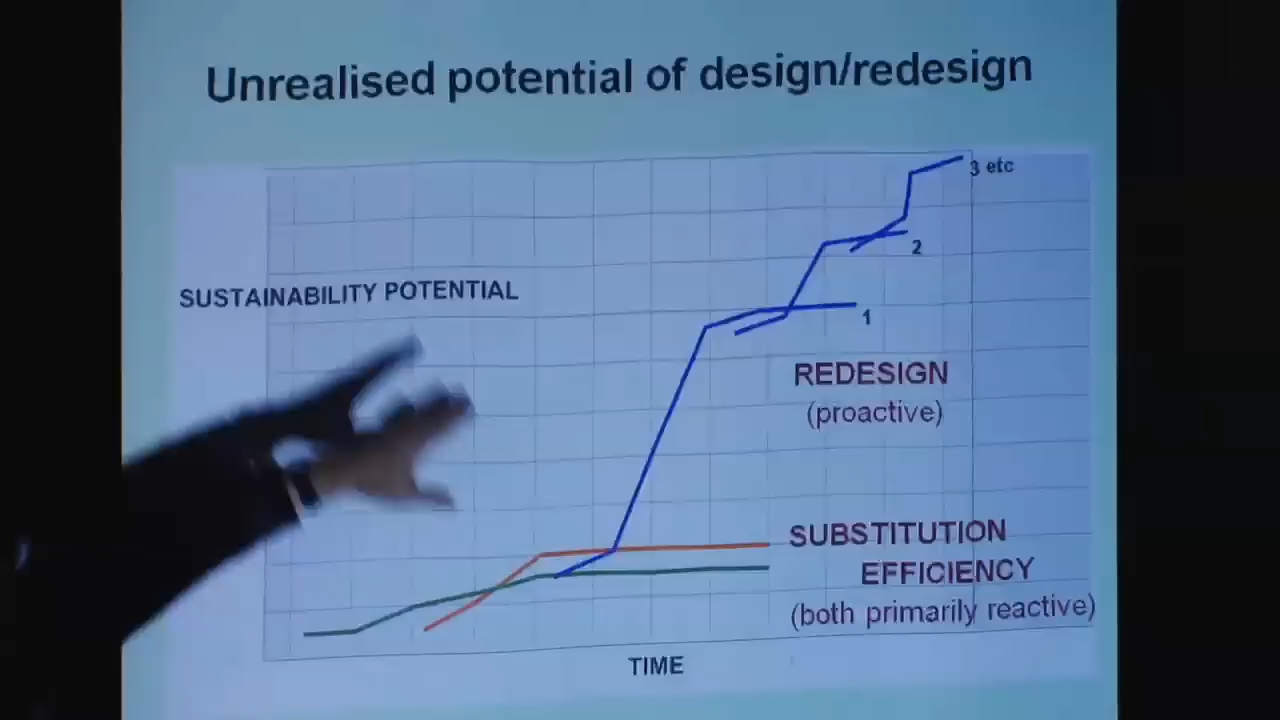 Unrealised potential of design/redesign
3 etc
2
SUSTAINABILITY POTENTIAL
1
REDESIGN
(proactive)
SUBSTITUTION
EFFICIENCY
(both primarily reactive)
TIME